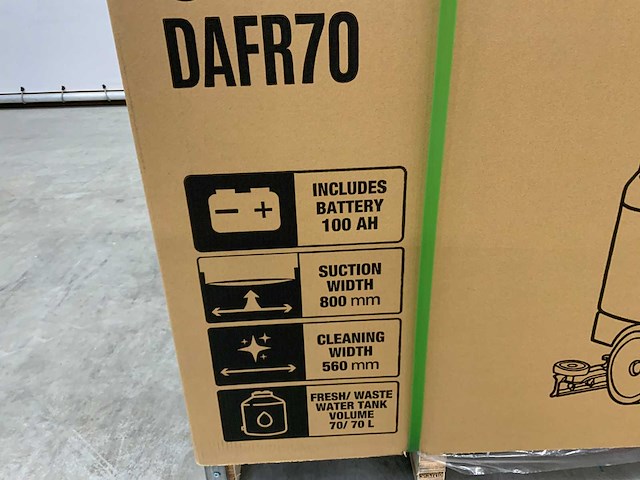 DAFR70
INCLUDES
BATTERY
100 AH
SUCTION
WIDTH
800 mm
CLEANING
WIDTH
560 mm
FRESH/ WASTE
WATER TANK
VOLUME
70/ 70 L